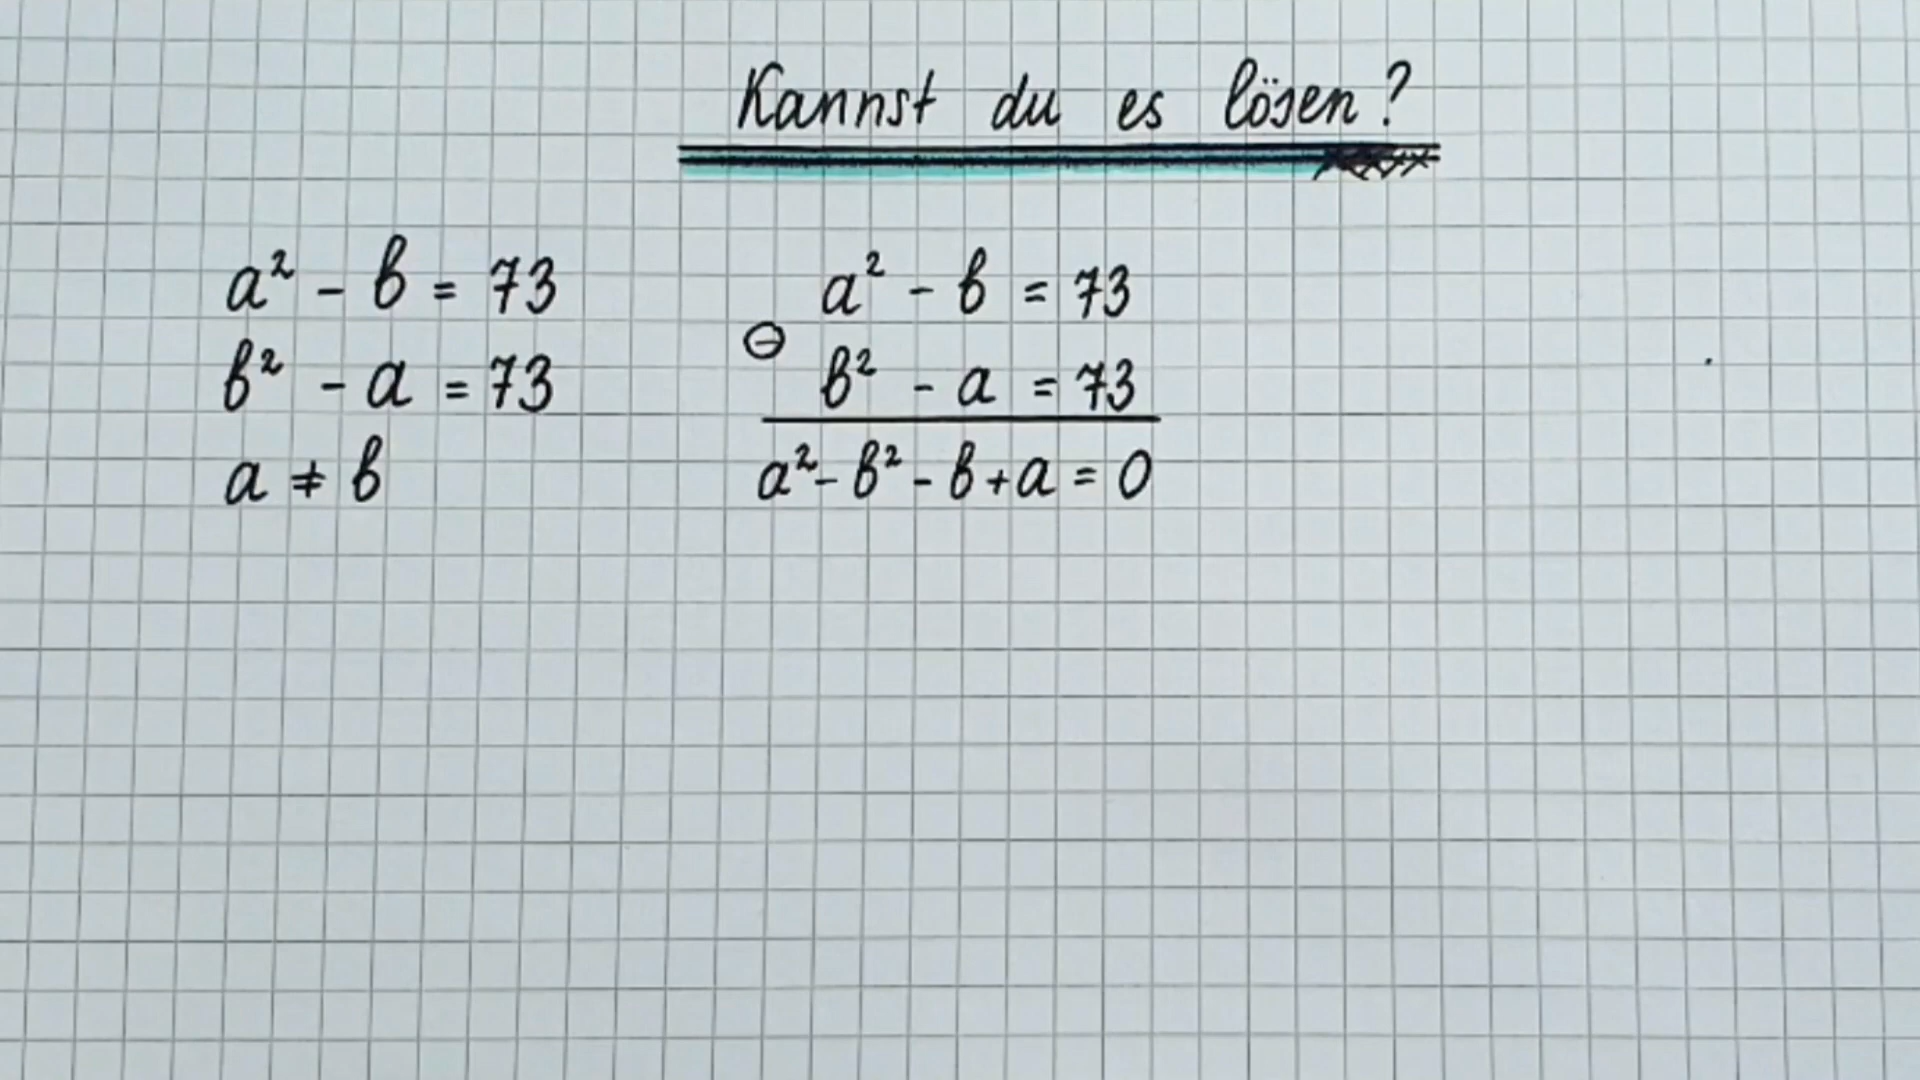 Kannst du es lösen?
a² - b = 73
b² - a = 73
a ≠ b
a² - b = 73
⊖
b² - a = 73
a² - b² - b + a = 0